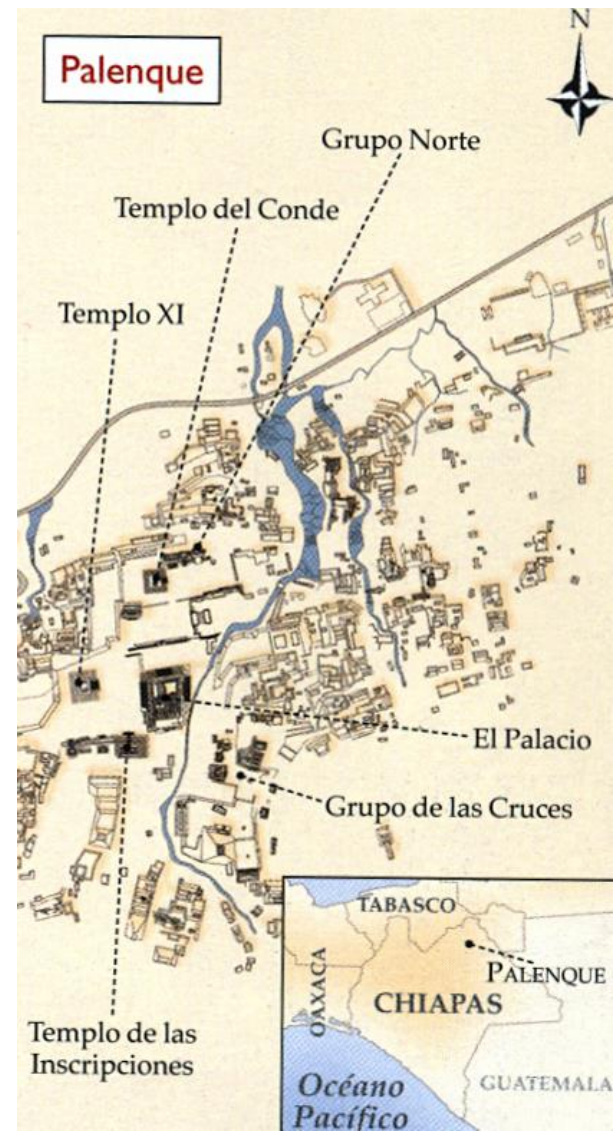 N
Palenque
Grupo Norte
Templo del Conde
Templo XI
El Palacio
Grupo de las Cruces
Templo de las
Inscripciones
TABASCO
PALENQUE
OAXACA
CHIAPAS
GUATEMALA
Océano
Pacífico